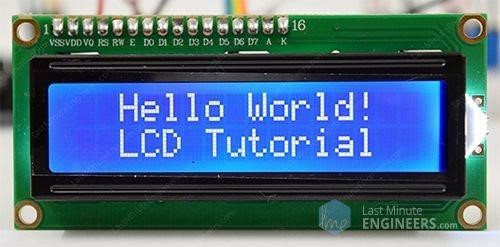 1 16
VSS VDD VO RS RW E D0 D1 D2 D3 D4 D5 D6 D7 A K
Hello World!
LCD Tutorial
Last Minute
ENGINEERS.com